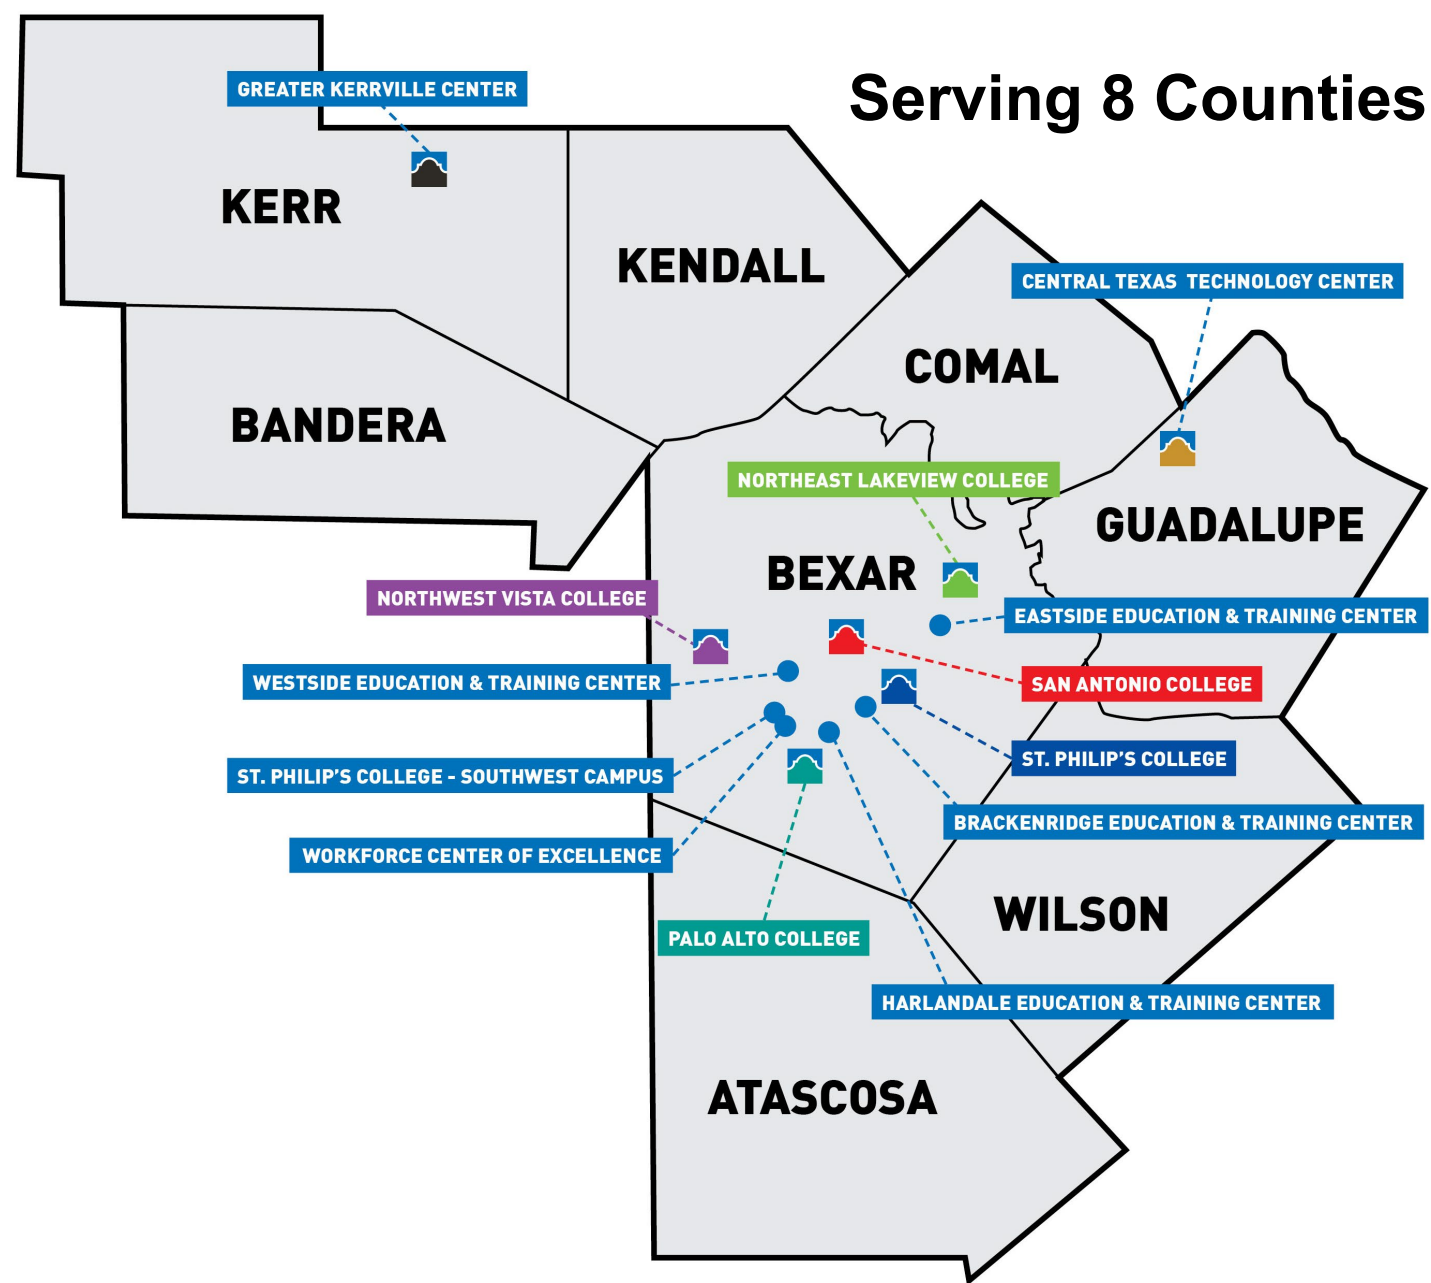 Serving 8 Counties
GREATER KERRVILLE CENTER
KERR
KENDALL
CENTRAL TEXAS TECHNOLOGY CENTER
COMAL
BANDERA
NORTHEAST LAKEVIEW COLLEGE
GUADALUPE
BEXAR
NORTHWEST VISTA COLLEGE
EASTSIDE EDUCATION & TRAINING CENTER
WESTSIDE EDUCATION & TRAINING CENTER
SAN ANTONIO COLLEGE
ST. PHILIP'S COLLEGE
ST. PHILIP'S COLLEGE - SOUTHWEST CAMPUS
BRACKENRIDGE EDUCATION & TRAINING CENTER
WORKFORCE CENTER OF EXCELLENCE
WILSON
PALO ALTO COLLEGE
HARLANDALE EDUCATION & TRAINING CENTER
ATASCOSA